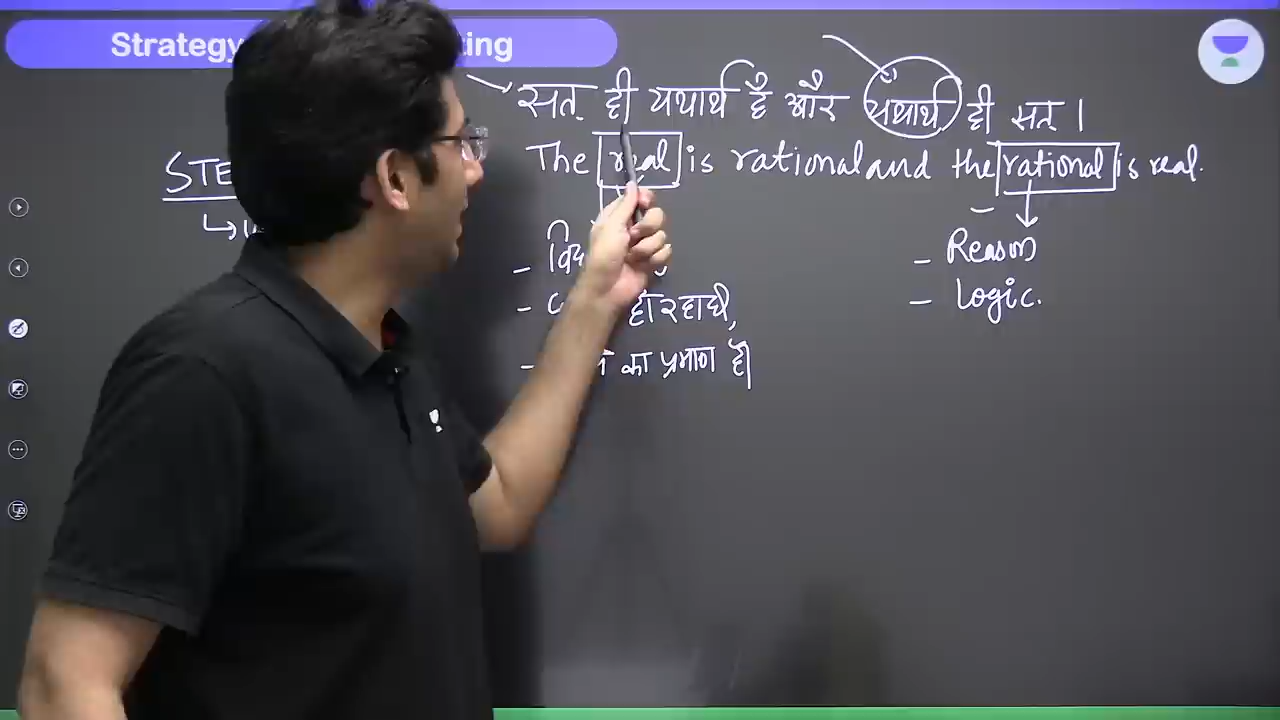 Strategy ting
सत् ही यथार्थ है और यथार्थ ही सत् ।
The real is rational and the rational is real.
STE
- Reason
- Logic.
हो रहा घी,
का प्रमाण हो